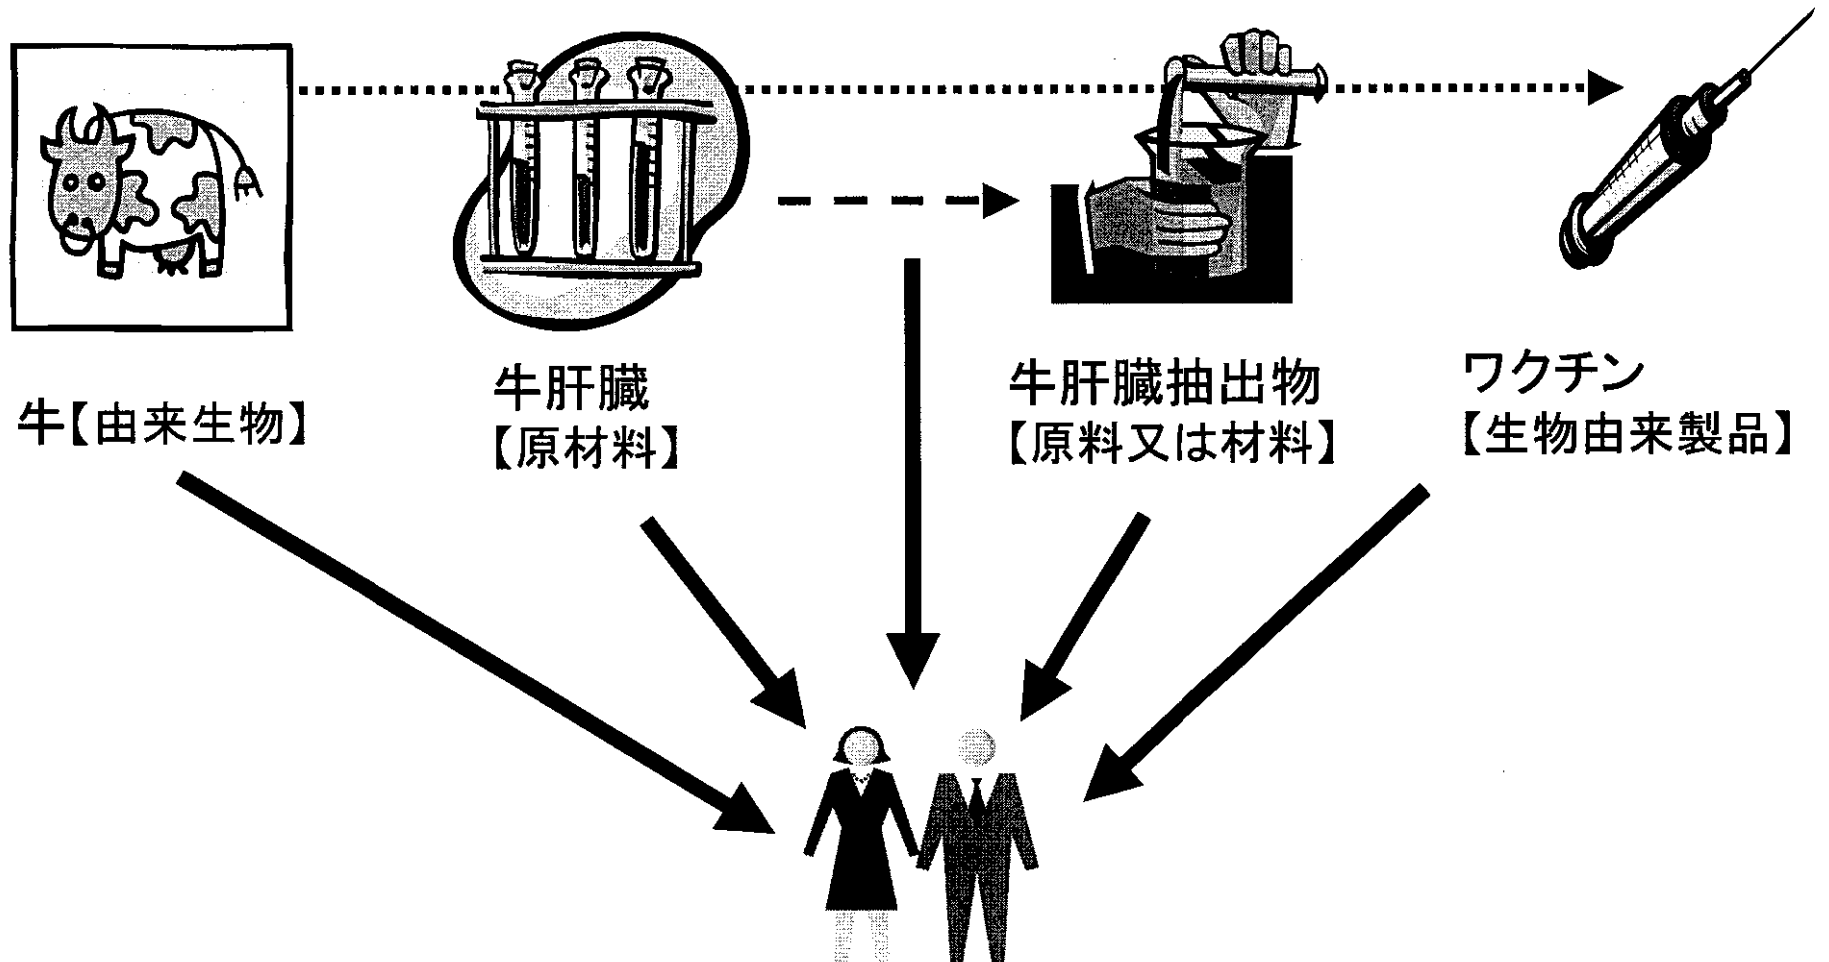 牛【由来生物】
牛肝臓
【原材料】
牛肝臓抽出物
【原料又は材料】
ワクチン
【生物由来製品】